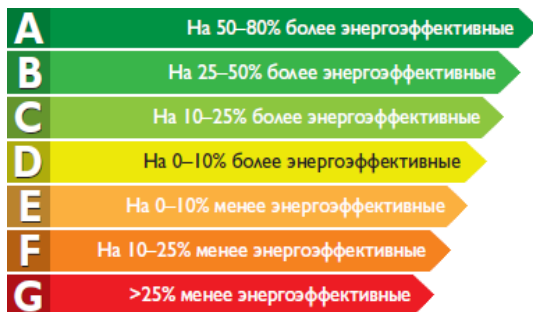 A На 50–80% более энергоэффективные
B На 25–50% более энергоэффективные
C На 10–25% более энергоэффективные
D На 0–10% более энергоэффективные
E На 0–10% менее энергоэффективные
F На 10–25% менее энергоэффективные
G >25% менее энергоэффективные